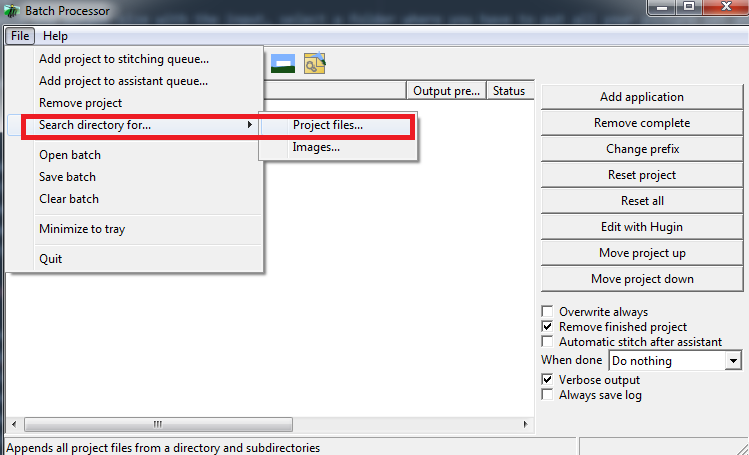 Batch Processor
File Help
Add project to stitching queue...
Add project to assistant queue...
Remove project
Search directory for...
Project files...
Images...
Open batch
Save batch
Clear batch
Minimize to tray
Quit
Output pre... Status
Add application
Remove complete
Change prefix
Reset project
Reset all
Edit with Hugin
Move project up
Move project down
Overwrite always
Remove finished project
Automatic stitch after assistant
When done Do nothing
Verbose output
Always save log
Appends all project files from a directory and subdirectories